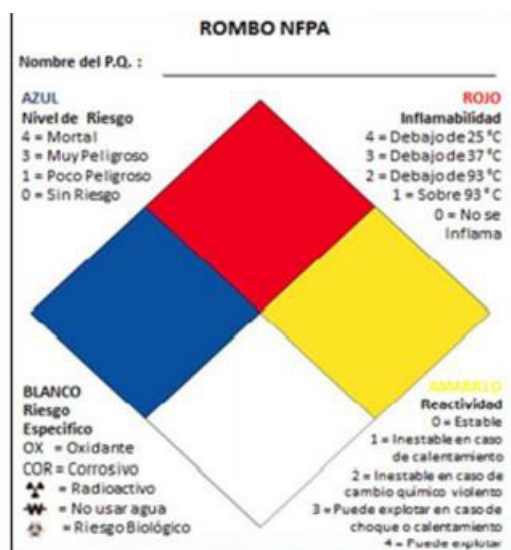 ROMBO NFPA
Nombre del P.Q. :
AZUL
Nivel de Riesgo
4 = Mortal
3 = Muy Peligroso
1 = Poco Peligroso
0 = Sin Riesgo
ROJO
Inflamabilidad
4 = Debajo de 25 °C
3 = Debajo de 37 °C
2 = Debajo de 93 °C
1 = Sobre 93 ° C
0 = No se
Inflama
BLANCO
Riesgo
Especifico
OX = Oxidante
COR = Corrosivo
= Radioactivo
W = No usar agua
= Riesgo Biológico
AMARILLO
Reactividad
0 = Estable
1 = Inestable en caso
de calentamiento
2 = Inestable en caso de
cambio químico violento
3 = Puede explotar en caso de
choque o calentamiento
4 = Puede explotar